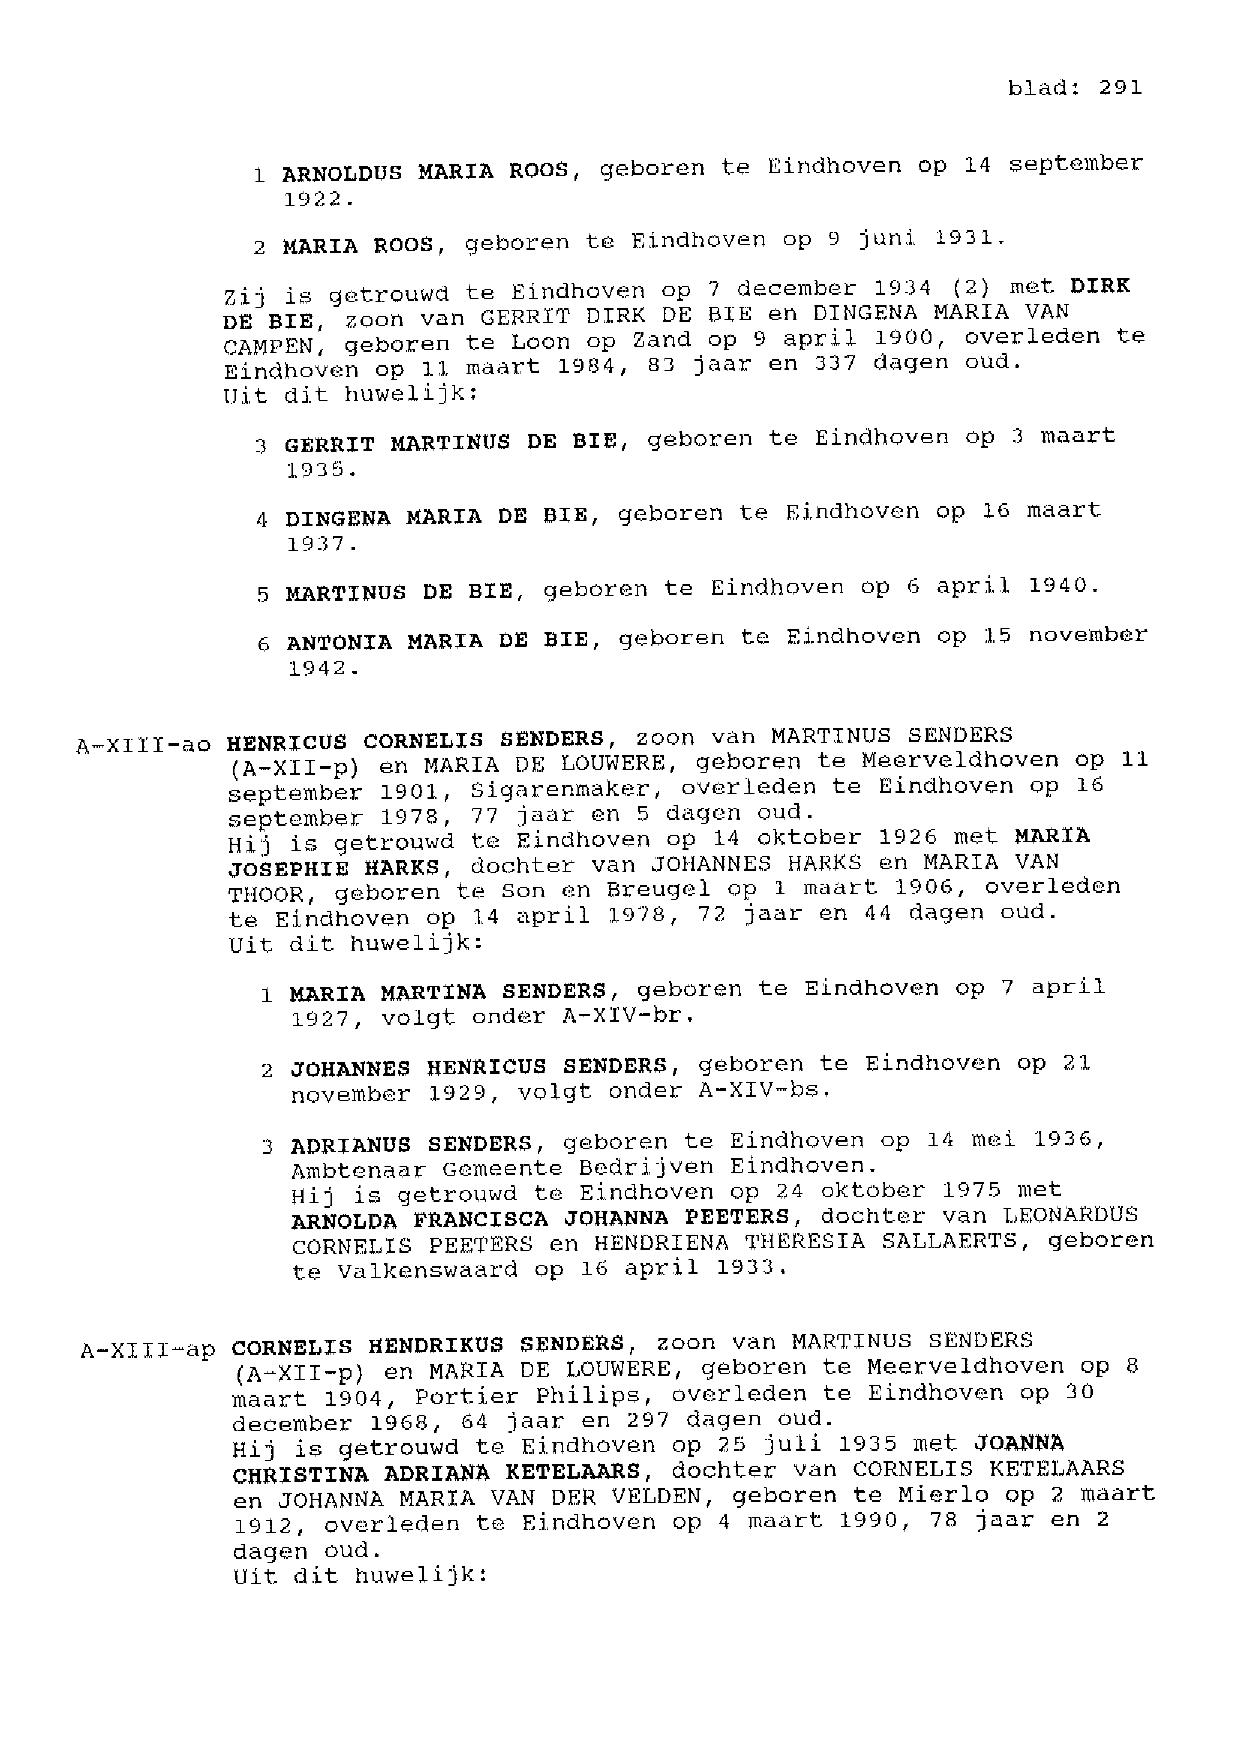 blad: 291
1 ARNOLDUS MARIA ROOS, geboren te Eindhoven op 14 september
1922.
2 MARIA ROOS, geboren te Eindhoven op 9 juni 1931.
Zij is getrouwd te Eindhoven op 7 december 1934 (2) met DIRK
DE BIE, zoon van GERRIT DIRK DE BIE en DINGENA MARIA VAN
CAMPEN, geboren te Loon op Zand op 9 april 1900, overleden te
Eindhoven op 11 maart 1984, 83 jaar en 337 dagen oud.
Uit dit huwelijk:
3 GERRIT MARTINUS DE BIE, geboren te Eindhoven op 3 maart
1935.
4 DINGENA MARIA DE BIE, geboren te Eindhoven op 16 maart
1937.
5 MARTINUS DE BIE, geboren te Eindhoven op 6 april 1940.
6 ANTONIA MARIA DE BIE, geboren te Eindhoven op 15 november
1942.
A-XIII-ao HENRICUS CORNELIS SENDERS, zoon van MARTINUS SENDERS
(A-XII-p) en MARIA DE LOUWERE, geboren te Meerveldhoven op 11
september 1901, Sigarenmaker, overleden te Eindhoven op 16
september 1978, 77 jaar en 5 dagen oud.
Hij is getrouwd te Eindhoven op 14 oktober 1926 met MARIA
JOSEPHIE HARKS, dochter van JOHANNES HARKS en MARIA VAN
THOOR, geboren te Son en Breugel op 1 maart 1906, overleden
te Eindhoven op 14 april 1978, 72 jaar en 44 dagen oud.
Uit dit huwelijk:
1 MARIA MARTINA SENDERS, geboren te Eindhoven op 7 april
1927, volgt onder A-XIV-br.
2 JOHANNES HENRICUS SENDERS, geboren te Eindhoven op 21
november 1929, volgt onder A-XIV-bs.
3 ADRIANUS SENDERS, geboren te Eindhoven op 14 mei 1936,
Ambtenaar Gemeente Bedrijven Eindhoven.
Hij is getrouwd te Eindhoven op 24 oktober 1975 met
ARNOLDA FRANCISCA JOHANNA PEETERS, dochter van LEONARDUS
CORNELIS PEETERS en HENDRIENA THERESIA SALLAERTS, geboren
te Valkenswaard op 16 april 1933.
A-XIII-ap CORNELIS HENDRIKUS SENDERS, zoon van MARTINUS SENDERS
(A-XII-p) en MARIA DE LOUWERE, geboren te Meerveldhoven op 8
maart 1904, Portier Philips, overleden te Eindhoven op 30
december 1968, 64 jaar en 297 dagen oud.
Hij is getrouwd te Eindhoven op 25 juli 1935 met JOANNA
CHRISTINA ADRIANA KETELAARS, dochter van CORNELIS KETELAARS
en JOHANNA MARIA VAN DER VELDEN, geboren te Mierlo op 2 maart
1912, overleden te Eindhoven op 4 maart 1990, 78 jaar en 2
dagen oud.
Uit dit huwelijk: